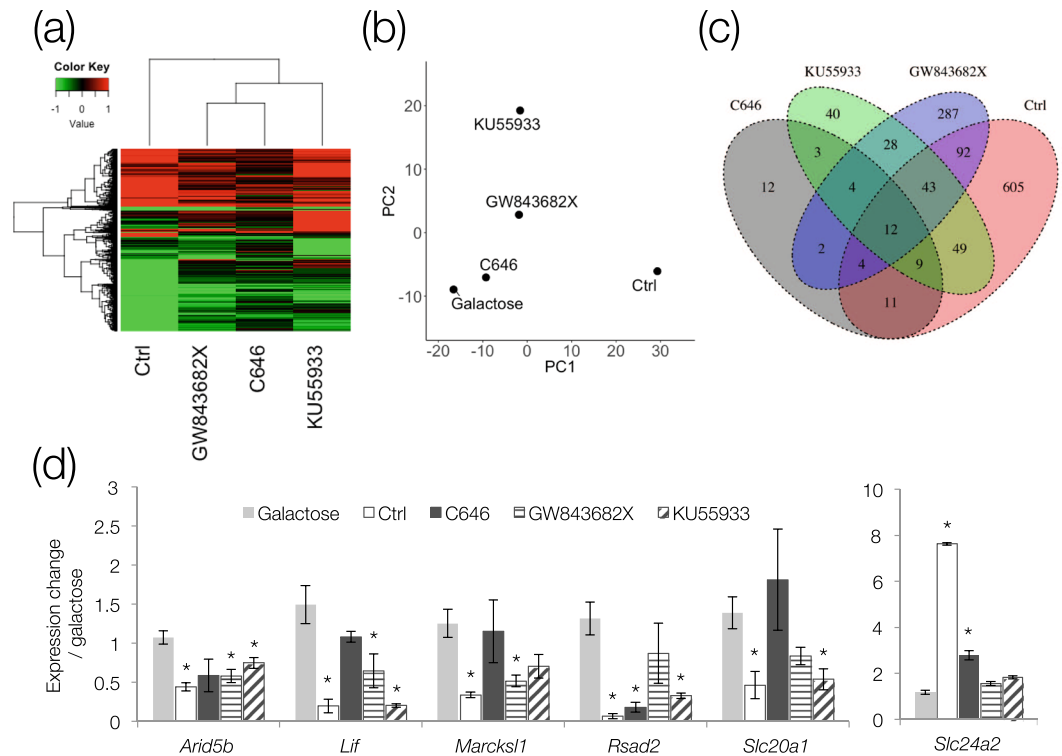 (a)
Color Key
-1 0 1
Value
Ctrl
GW843682X
C646
KU55933
(b)
PC2
20
10
0
-10
KU55933
GW843682X
C646
Galactose
Ctrl
-20 -10 0 10 20 30
PC1
(c)
KU55933
GW843682X
C646
Ctrl
40
287
3
28
92
12
4
43
605
12
2
49
4
9
11
(d)
Expression change
/ galactose
3
2.5
2
1.5
1
0.5
0
Galactose Ctrl C646 GW843682X KU55933
* * *
* * *
* *
* * *
* *
Arid5b Lif Marcksl1 Rsad2 Slc20a1
10
8
6
4
2
0
*
*
Slc24a2